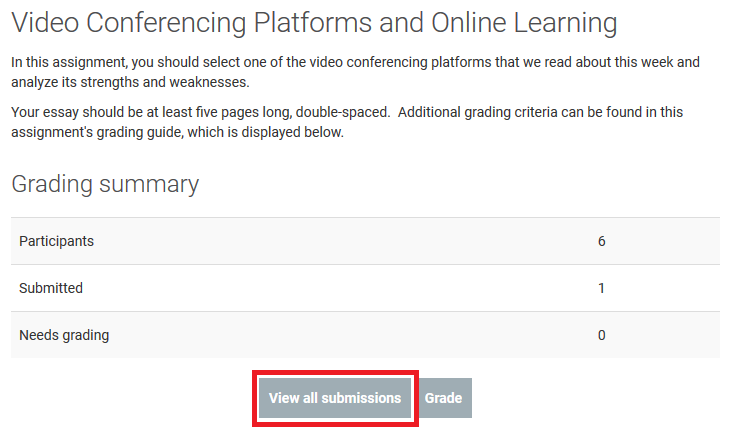 Video Conferencing Platforms and Online Learning
In this assignment, you should select one of the video conferencing platforms that we read about this week and
analyze its strengths and weaknesses.
Your essay should be at least five pages long, double-spaced.  Additional grading criteria can be found in this
assignment's grading guide, which is displayed below.
Grading summary
Participants 6
Submitted 1
Needs grading 0
View all submissions Grade